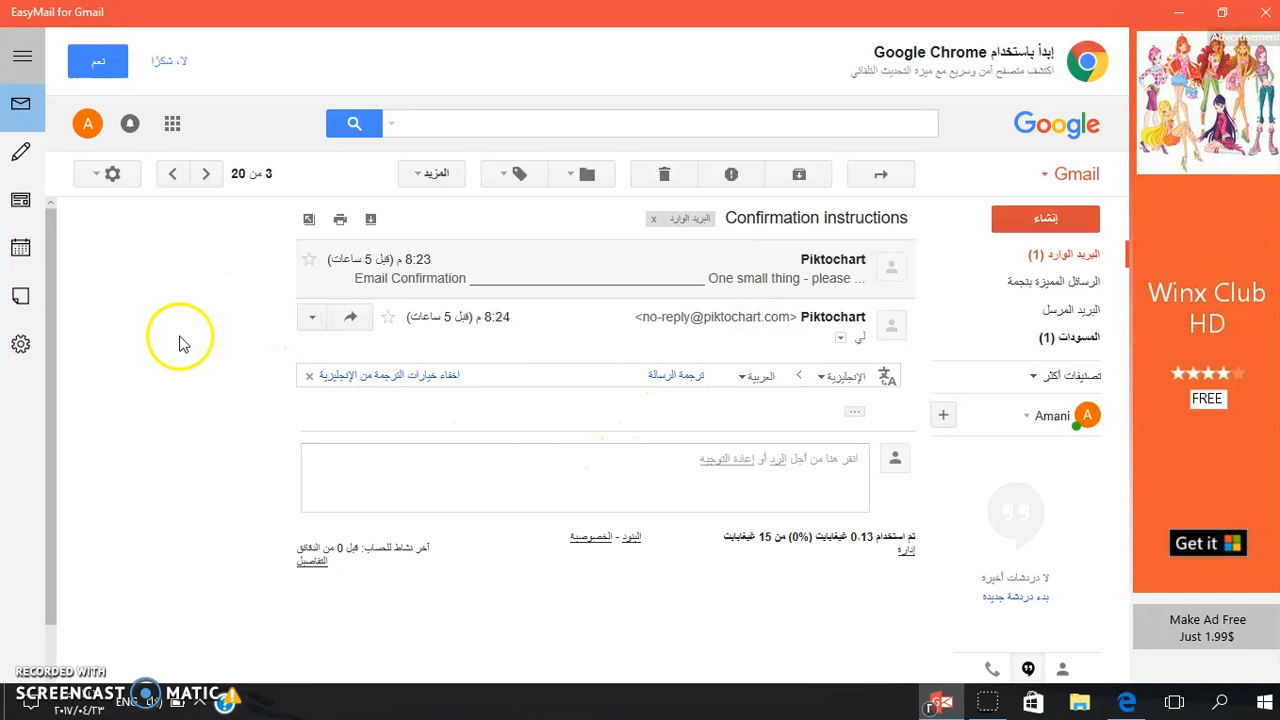 EasyMail for Gmail
Advertisement
إبدأ باستخدام Google Chrome
اكتشف متصفح آمن وسريع مع ميزة التحديث التلقائي
لا، شكرًا
نعم
Google
A
Gmail
المزيد
3 من 20
إنشاء
Confirmation instructions
البريد الوارد x
البريد الوارد (1)
الرسائل المميزة بنجمة
البريد المرسل
المسودات (1)
تصنيفات أكثر
Amani A
Piktochart
8:23 م (قبل 5 ساعات)
One small thing - please ...
Email Confirmation
Piktochart <no-reply@piktochart.com>
8:24 م (قبل 5 ساعات)
لي
الإنجليزية
العربية
ترجمة الرسالة
اخفاء خيارات الترجمة من الإنجليزية x
انقر هنا من أجل الرد أو إعادة التوجيه
تم استخدام 0.13 غيغابايت (0%) من 15 غيغابايت
إدارة
البنود - الخصوصية
آخر نشاط للحساب: قبل 0 من الدقائق
التفاصيل
لا دردشات أخيرة
بدء دردشة جديدة
Winx Club
HD
FREE
Get it
Make Ad Free
Just 1.99$
RECORDED WITH
SCREENCAST MATIC
ENG
٢٠١٧/٠٤/٢٣